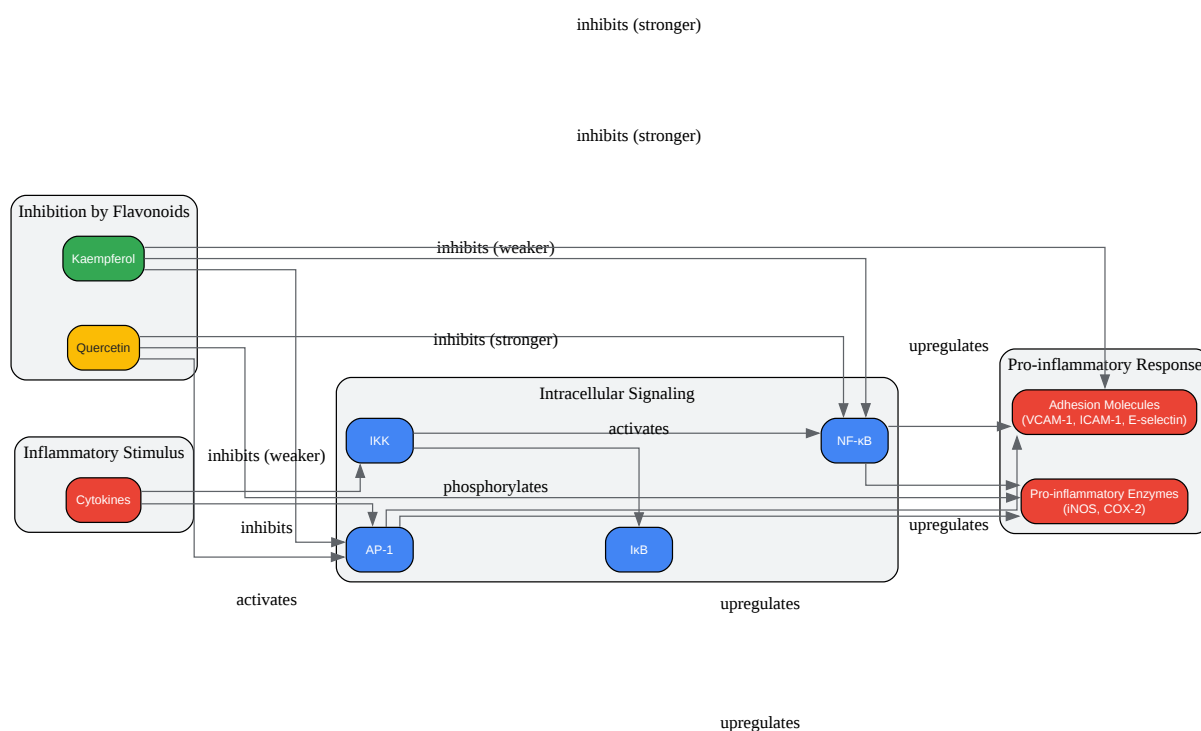 inhibits (stronger)
inhibits (stronger)
Inhibition by Flavonoids
Kaempferol
inhibits (weaker)
Quercetin
inhibits (stronger)
upregulates
Pro-inflammatory Response
Intracellular Signaling
Adhesion Molecules
(VCAM-1, ICAM-1, E-selectin)
IKK
activates
NF-κB
Inflammatory Stimulus
inhibits (weaker)
Cytokines
phosphorylates
Pro-inflammatory Enzymes
(iNOS, COX-2)
inhibits
upregulates
AP-1
IκB
activates
upregulates
upregulates